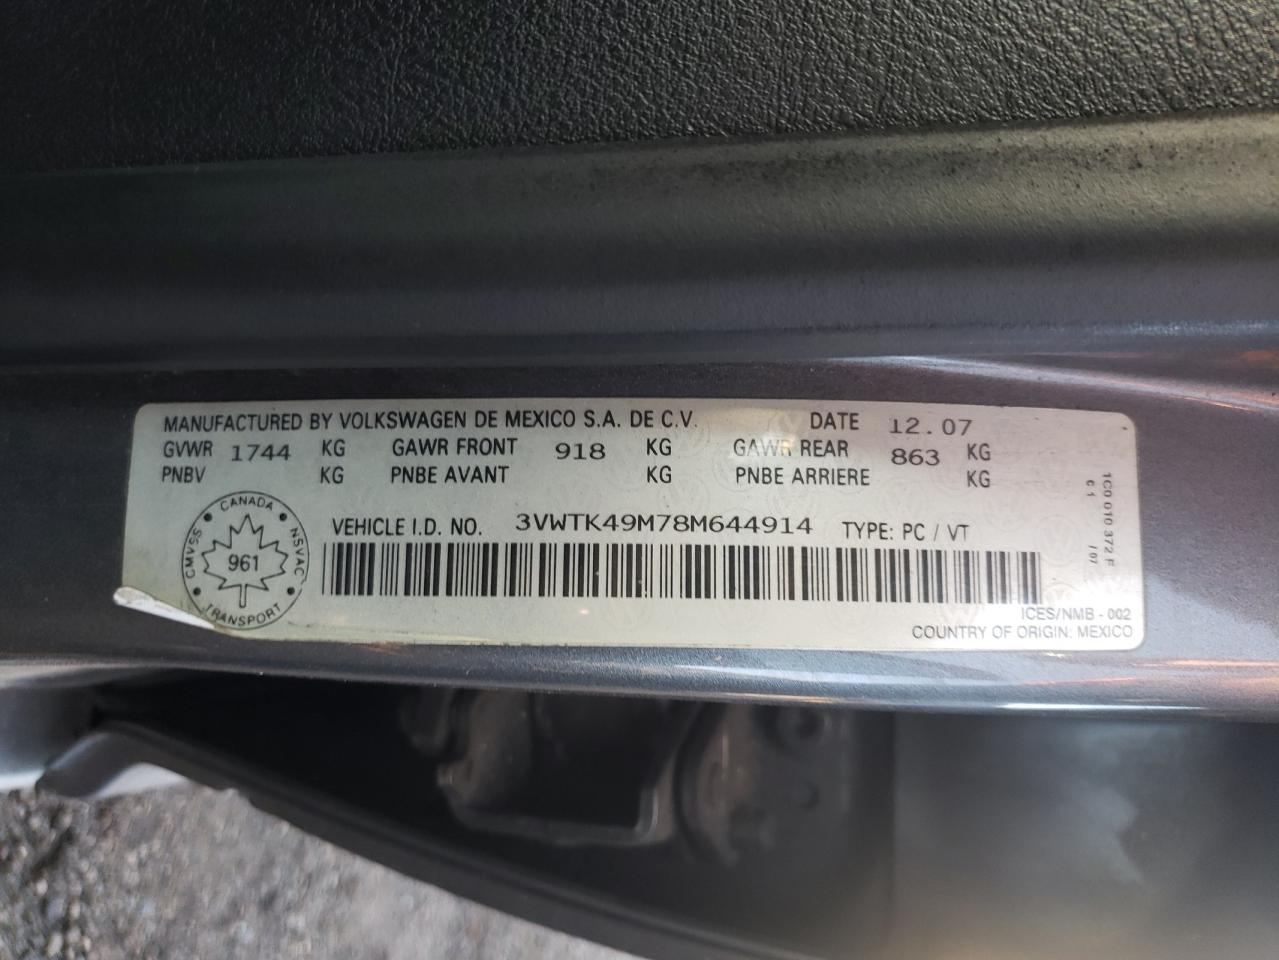 MANUFACTURED BY VOLKSWAGEN DE MEXICO S.A. DE C.V. DATE 12.07
GVWR 1744 KG GAWR FRONT 918 KG GAWR REAR 863 KG
PNBV KG PNBE AVANT KG PNBE ARRIERE KG
VEHICLE I.D. NO. 3VWTK49M78M644914 TYPE: PC / VT
CANADA
CMVSS 961 NSVAC
TRANSPORT
1C0 010 372 F
C1 /07
ICES/NMB - 002
COUNTRY OF ORIGIN: MEXICO